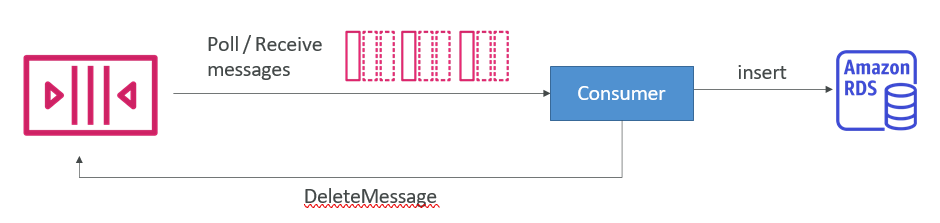 Poll / Receive
messages
Consumer
insert
Amazon
RDS
DeleteMessage